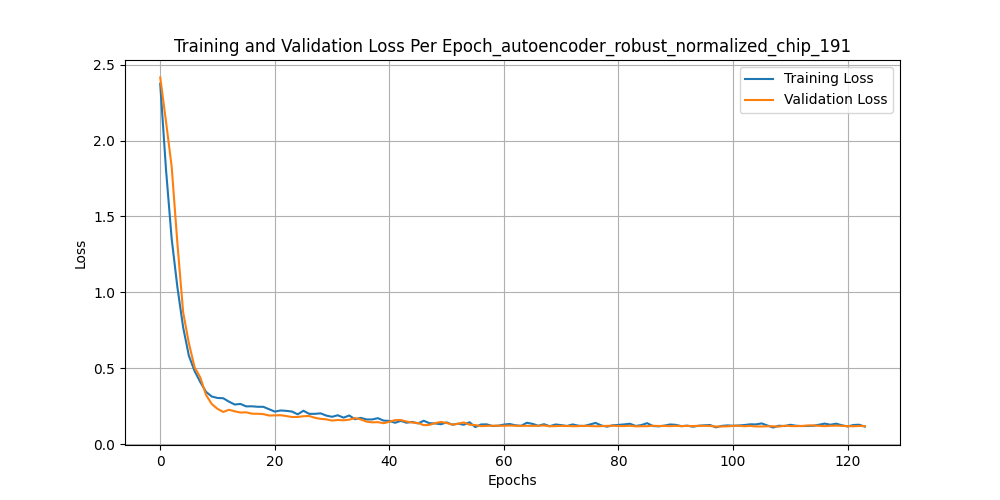 Training and Validation Loss Per Epoch_autoencoder_robust_normalized_chip_191
Training Loss
Validation Loss
Loss
2.5
2.0
1.5
1.0
0.5
0.0
0 20 40 60 80 100 120
Epochs